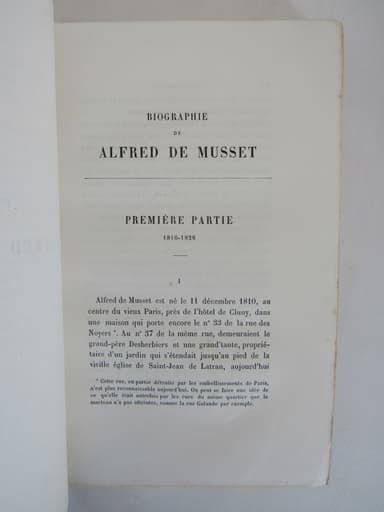 BIOGRAPHIE
DE
ALFRED DE MUSSET
PREMIÈRE PARTIE
1810-1828
I
Alfred de Musset est né le 11 décembre 1810, au
centre du vieux Paris, près de l'hôtel de Cluny, dans
dans une maison qui porte encore le n° 33 de la rue des
Noyers*. Au n° 37 de la même rue, demeuraient le
grand-père Desherbiers et une grand'tante, proprié-
taire d'un jardin qui s'étendait jusqu'au pied de la
vieille église de Saint-Jean de Latran, aujourd'hui
* Cette rue, en partie détruite par les embellissements de Paris,
n'est plus reconnaissable aujourd'hui. On peut se faire une idée de
ce qu'elle était autrefois par les rues du même quartier que le
marteau n'a pas atteintes, comme la rue Galande par exemple.